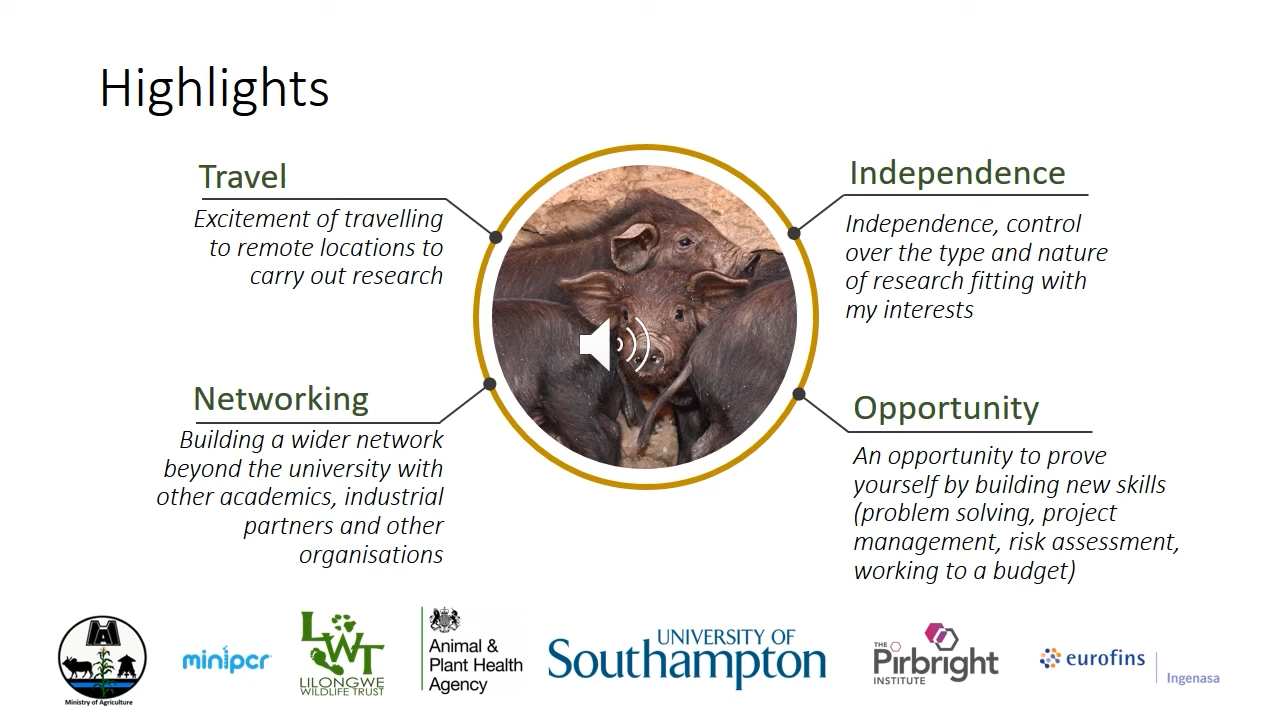 Highlights
Travel
Excitement of travelling
to remote locations to
carry out research
Independence
Independence, control
over the type and nature
of research fitting with
my interests
Networking
Building a wider network
beyond the university with
other academics, industrial
partners and other
organisations
Opportunity
An opportunity to prove
yourself by building new skills
(problem solving, project
management, risk assessment,
working to a budget)
Ministry of Agriculture
minipcr
LWT
LILONGWE
WILDLIFE TRUST
Animal &
Plant Health
Agency
UNIVERSITY OF
Southampton
THE
Pirbright
INSTITUTE
eurofins
Ingenasa